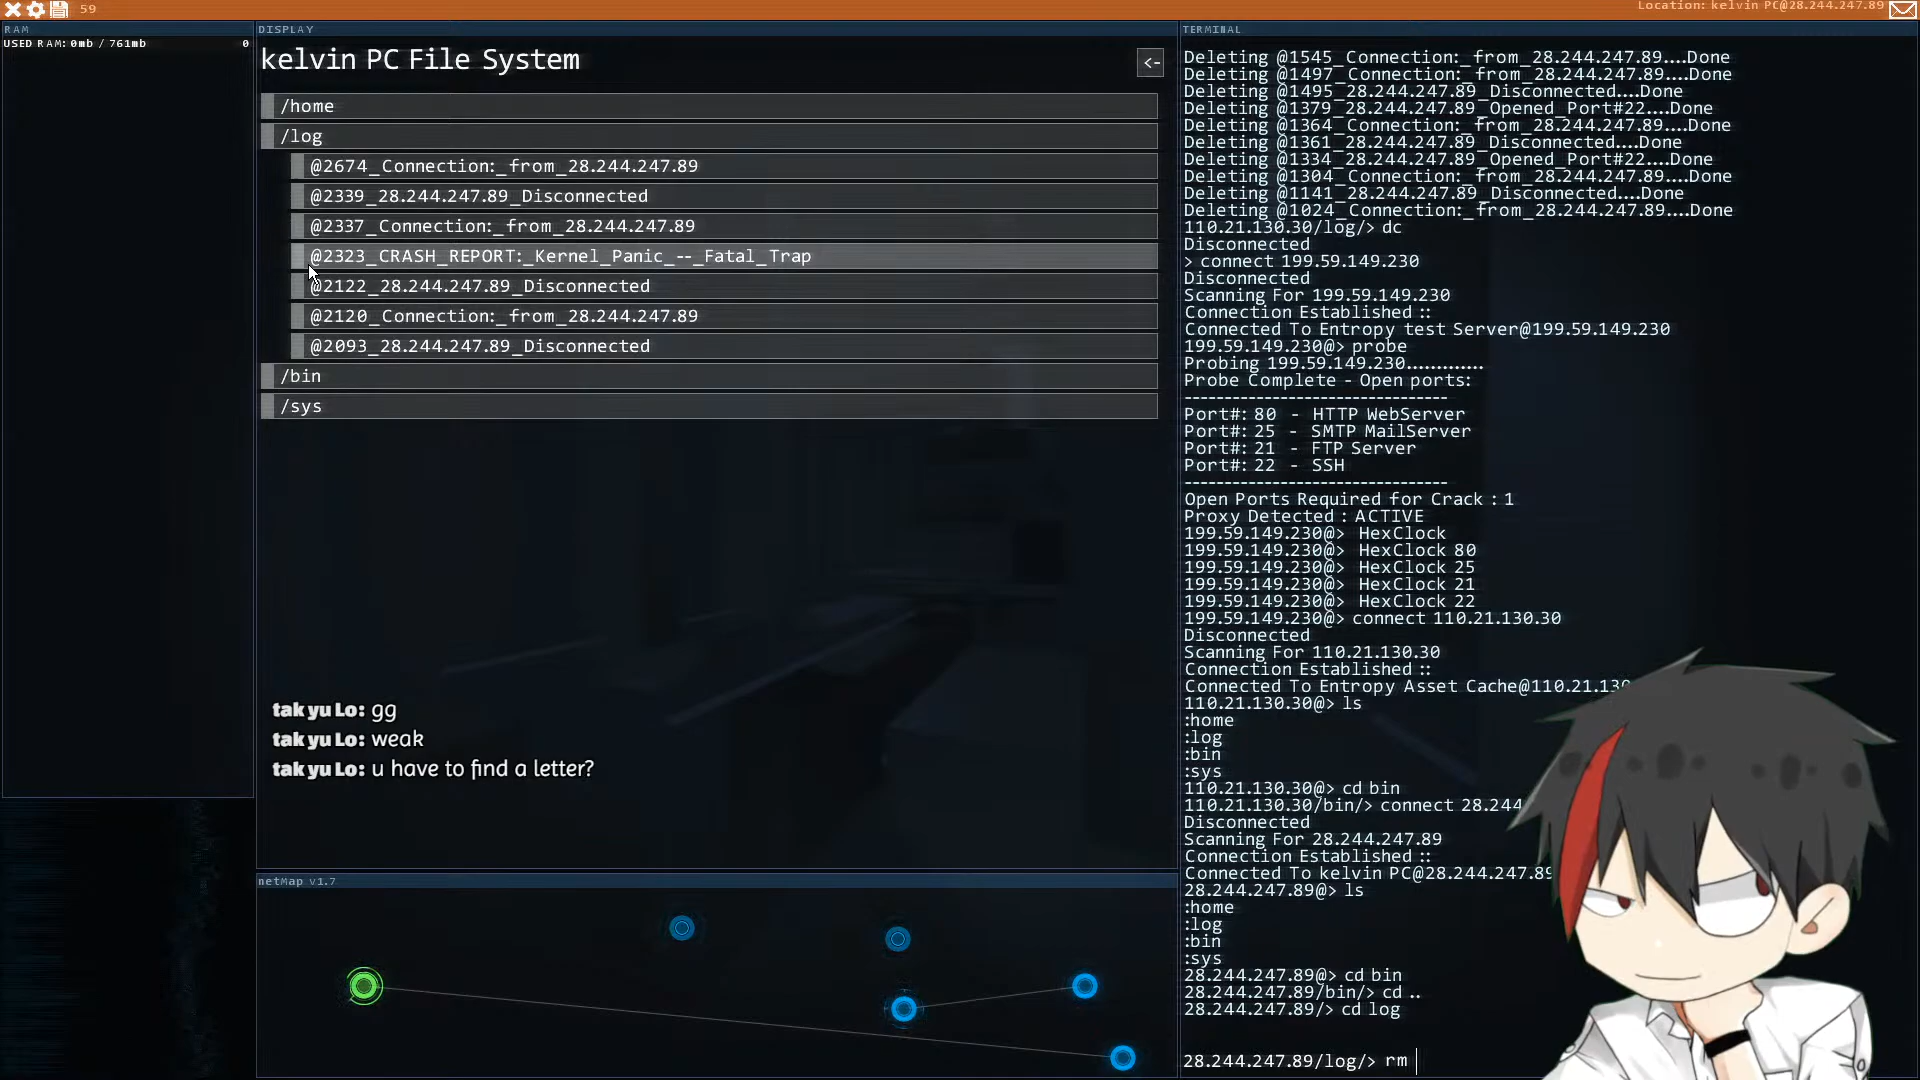 59
Location: kelvin PC@28.244.247.89
RAM
USED RAM: 0mb / 761mb
0
DISPLAY
kelvin PC File System
<-
/home
/log
@2674_Connection:_from_28.244.247.89
@2339_28.244.247.89_Disconnected
@2337_Connection:_from_28.244.247.89
@2323_CRASH_REPORT:_Kernel_Panic_--_Fatal_Trap
@2122_28.244.247.89_Disconnected
@2120_Connection:_from_28.244.247.89
@2093_28.244.247.89_Disconnected
/bin
/sys
tak yu Lo: gg
tak yu Lo: weak
tak yu Lo: u have to find a letter?
netMap v1.7
TERMINAL
Deleting @1545_Connection:_from_28.244.247.89....Done
Deleting @1497_Connection:_from_28.244.247.89....Done
Deleting @1495_28.244.247.89_Disconnected....Done
Deleting @1379_28.244.247.89_Opened_Port#22....Done
Deleting @1364_Connection:_from_28.244.247.89....Done
Deleting @1361_28.244.247.89_Disconnected....Done
Deleting @1334_28.244.247.89_Opened_Port#22....Done
Deleting @1304_Connection:_from_28.244.247.89....Done
Deleting @1141_28.244.247.89_Disconnected....Done
Deleting @1024_Connection:_from_28.244.247.89....Done
110.21.130.30/log/> dc
Disconnected
> connect 199.59.149.230
Disconnected
Scanning For 199.59.149.230
Connection Established ::
Connected To Entropy test Server@199.59.149.230
199.59.149.230@> probe
Probing 199.59.149.230.............
Probe Complete - Open ports:
---------------------------------
Port#: 80 - HTTP WebServer
Port#: 25 - SMTP MailServer
Port#: 21 - FTP Server
Port#: 22 - SSH
---------------------------------
Open Ports Required for Crack : 1
Proxy Detected : ACTIVE
199.59.149.230@> HexClock
199.59.149.230@> HexClock 80
199.59.149.230@> HexClock 25
199.59.149.230@> HexClock 21
199.59.149.230@> HexClock 22
199.59.149.230@> connect 110.21.130.30
Disconnected
Scanning For 110.21.130.30
Connection Established ::
Connected To Entropy Asset Cache@110.21.130
110.21.130.30@> ls
:home
:log
:bin
:sys
110.21.130.30@> cd bin
110.21.130.30/bin/> connect 28.244
Disconnected
Scanning For 28.244.247.89
Connection Established ::
Connected To kelvin PC@28.244.247.89
28.244.247.89@> ls
:home
:log
:bin
:sys
28.244.247.89@> cd bin
28.244.247.89/bin/> cd ..
28.244.247.89/> cd log
28.244.247.89/log/> rm